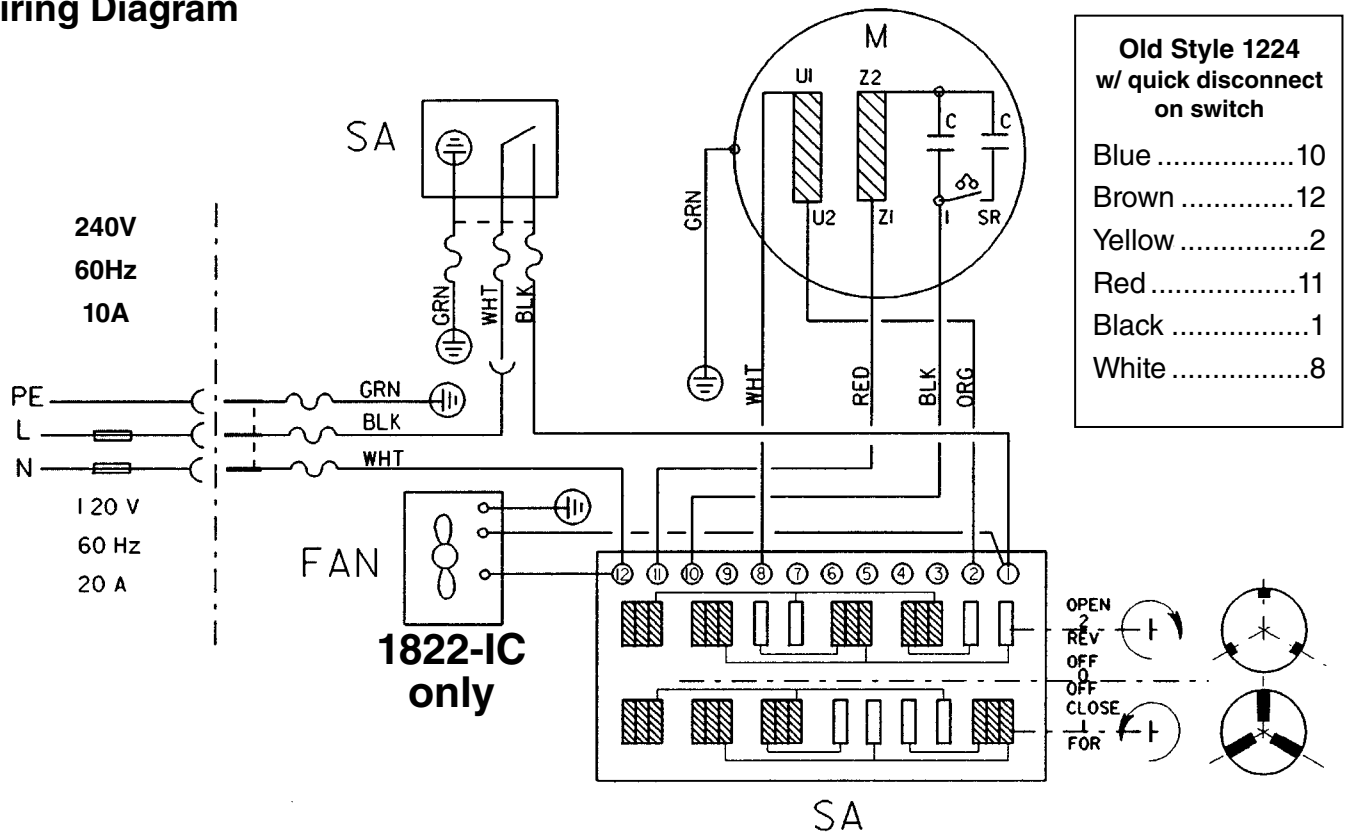 iring Diagram
Old Style 1224
w/ quick disconnect
on switch
Blue .................10
Brown ............12
Yellow ...............2
Red ..................11
Black ................1
White .................8
M
U1 Z2
C C
U2 Z1 1 SR
GRN
SA
240V
60Hz
10A
GRN WHT BLK
WHT RED BLK ORG
PE GRN
L BLK
N WHT
120 V
60 Hz
20 A
FAN
1822-IC
only
12 11 10 9 8 7 6 5 4 3 2 1
OPEN
2
REV
OFF
0
OFF
CLOSE
1
FOR
SA